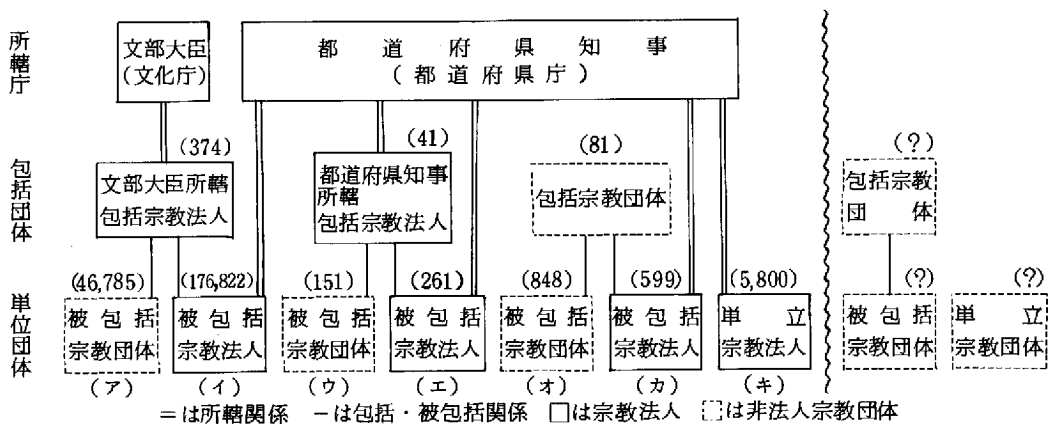 所轄庁
文部大臣
(文化庁)
都道府県知事
(都道府県庁)
包括団体
(374)
文部大臣所轄
包括宗教法人
(41)
都道府県知事
所轄
包括宗教法人
(81)
包括宗教団体
(?)
包括宗教
団体
単位団体
(46,785)
被包括
宗教団体
(ア)
(176,822)
被包括
宗教法人
(イ)
(151)
被包括
宗教団体
(ウ)
(261)
被包括
宗教法人
(エ)
(848)
被包括
宗教団体
(オ)
(599)
被包括
宗教法人
(カ)
(5,800)
単立
宗教法人
(キ)
(?)
被包括
宗教団体
(?)
単立
宗教団体
=は所轄関係 -は包括・被包括関係 □は宗教法人 は非法人宗教団体